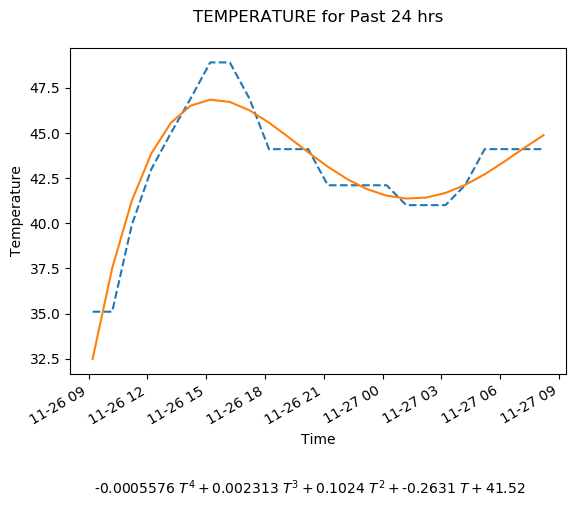 TEMPERATURE for Past 24 hrs
47.5
45.0
42.5
40.0
37.5
35.0
32.5
Temperature
11-26 09 11-26 12 11-26 15 11-26 18 11-26 21 11-27 00 11-27 03 11-27 06 11-27 09
Time
-0.0005576 T⁴ + 0.002313 T³ + 0.1024 T² + -0.2631 T + 41.52